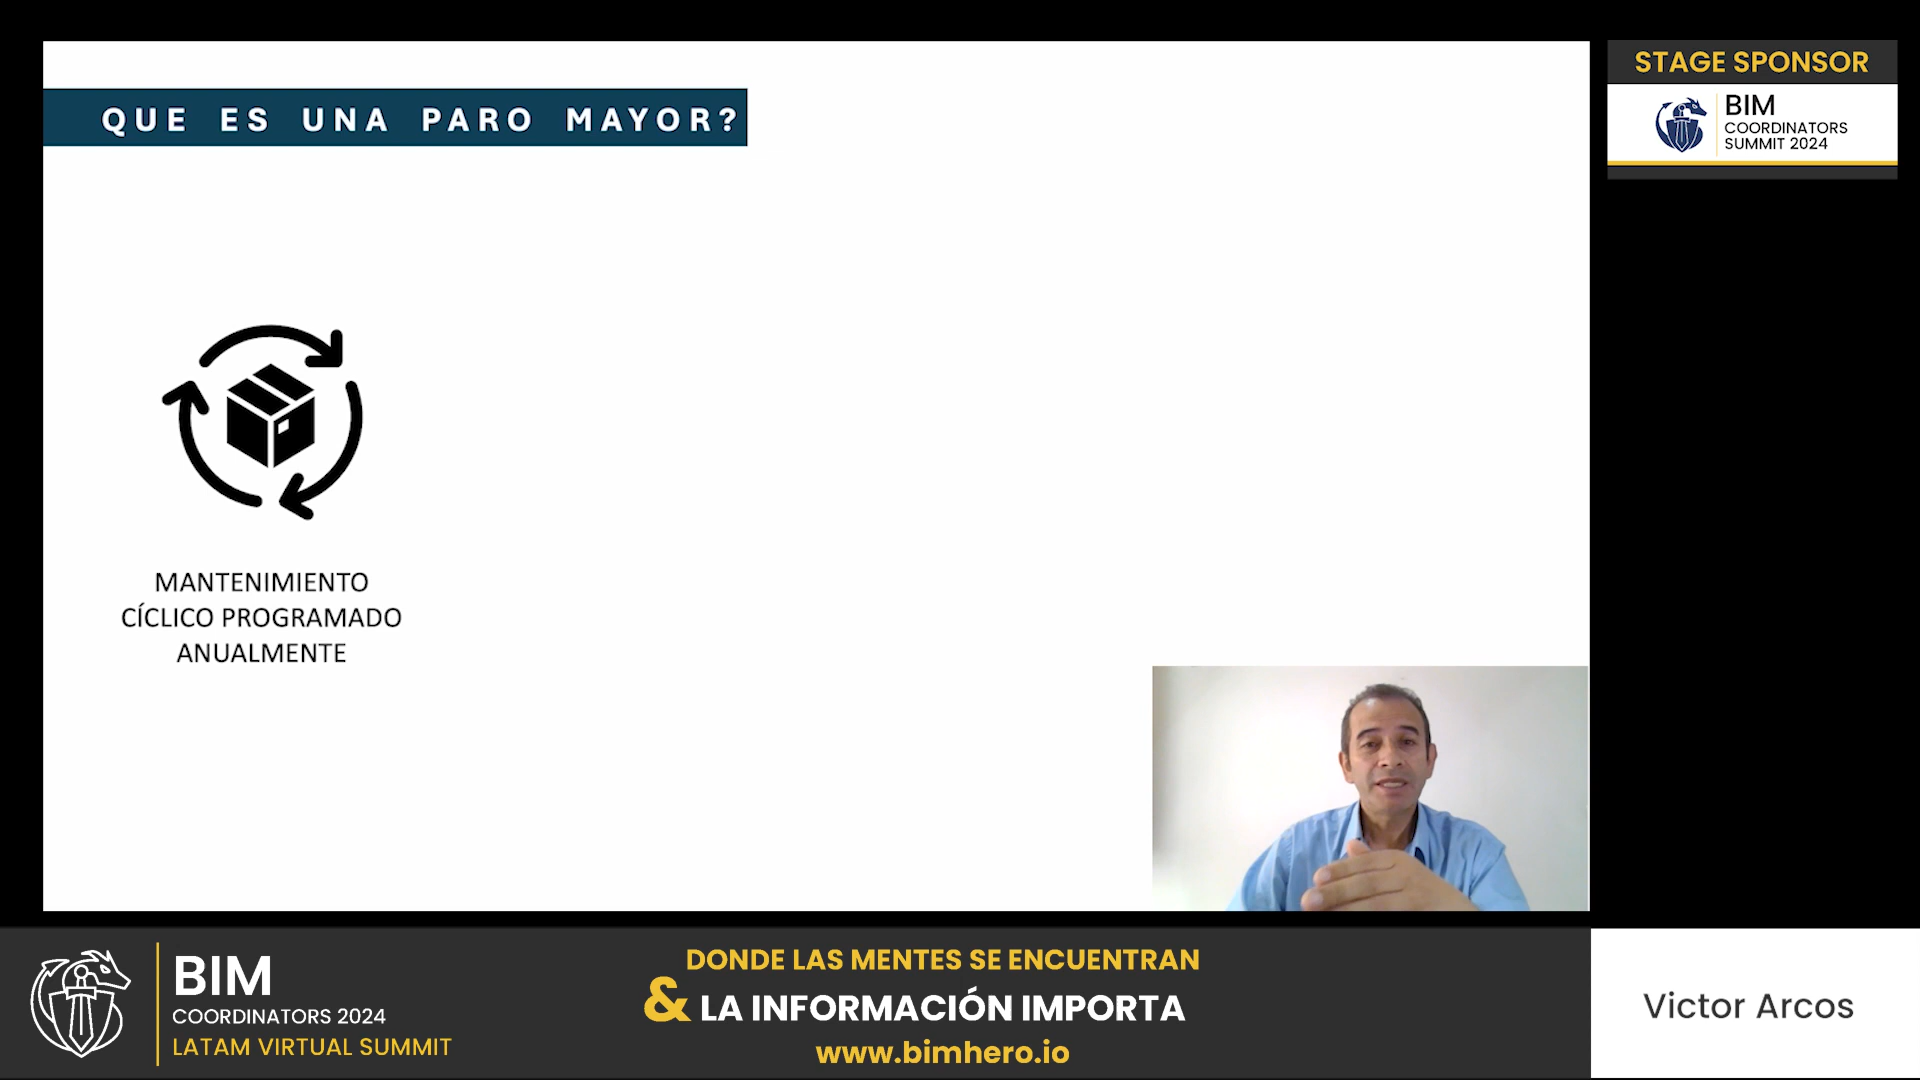 QUE ES UNA PARO MAYOR?
MANTENIMIENTO
CÍCLICO PROGRAMADO
ANUALMENTE
STAGE SPONSOR
BIM
COORDINATORS
SUMMIT 2024
BIM
COORDINATORS 2024
LATAM VIRTUAL SUMMIT
DONDE LAS MENTES SE ENCUENTRAN
& LA INFORMACIÓN IMPORTA
www.bimhero.io
Victor Arcos